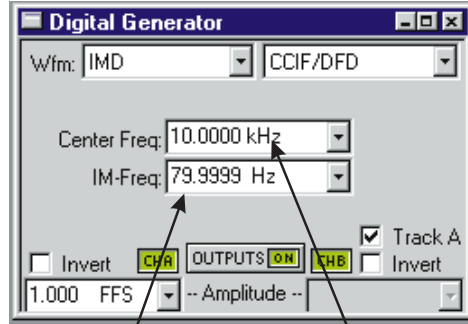 Digital Generator
Wfm: IMD CCIF/DFD
Center Freq: 10.0000 kHz
IM-Freq: 79.9999 Hz
Track A
Invert CHA OUTPUTS ON CHB Invert
1.000 FFS -- Amplitude --